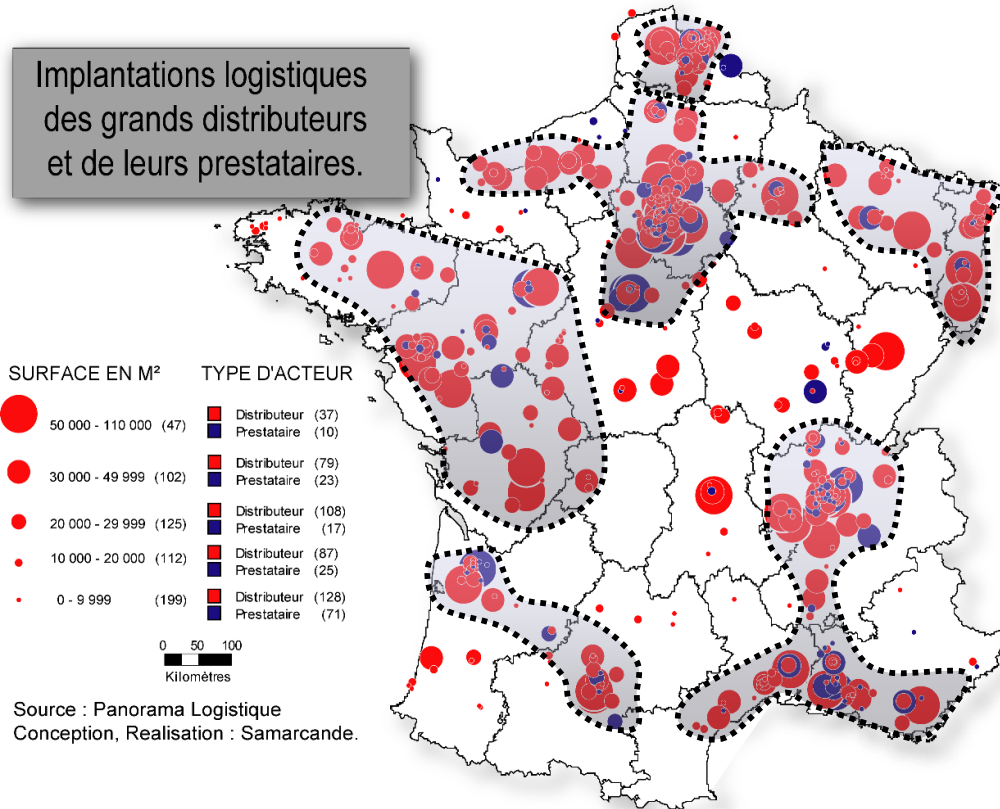 Implantations logistiques
des grands distributeurs
et de leurs prestataires.
SURFACE EN M² TYPE D'ACTEUR
50 000 - 110 000 (47)
Distributeur (37)
Prestataire (10)
30 000 - 49 999 (102)
Distributeur (79)
Prestataire (23)
20 000 - 29 999 (125)
Distributeur (108)
Prestataire (17)
10 000 - 20 000 (112)
Distributeur (87)
Prestataire (25)
0 - 9 999 (199)
Distributeur (128)
Prestataire (71)
0 50 100
Kilomètres
Source : Panorama Logistique
Conception, Realisation : Samarcande.